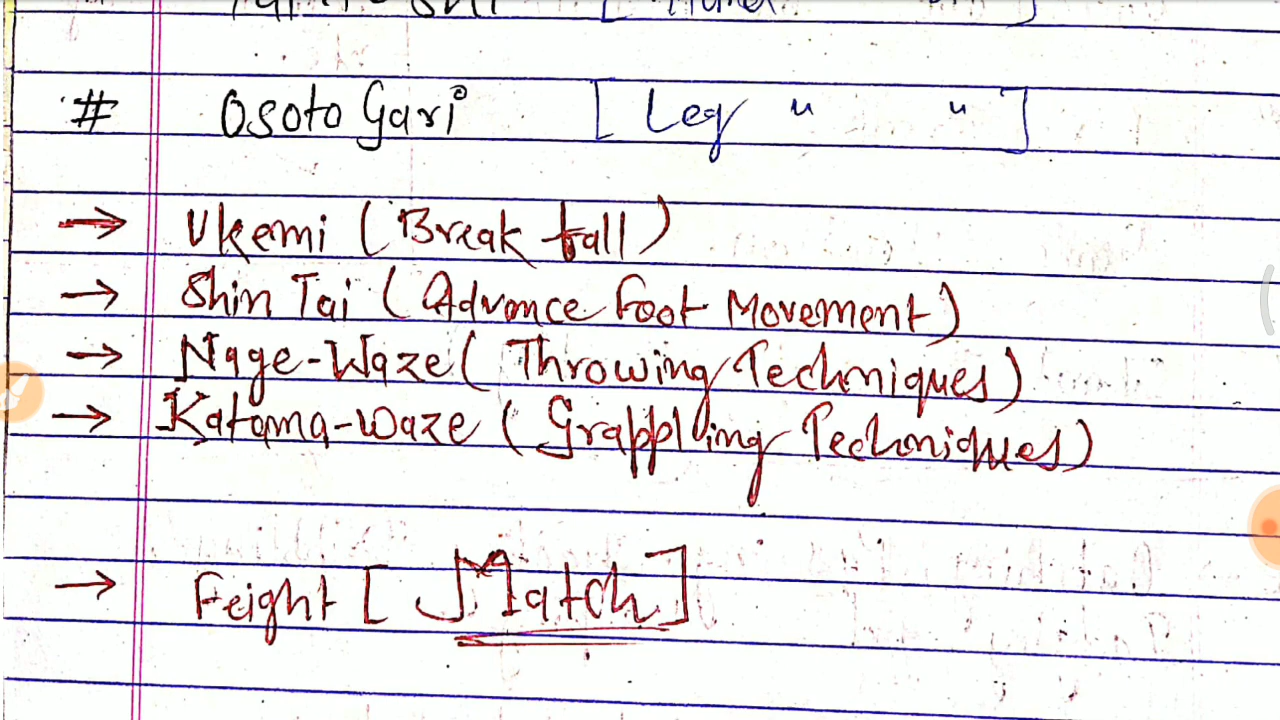 # Osoto Gari [ Leg " " ]
→ Ukemi ( Break fall )
→ Shin Tai ( Advance foot Movement )
→ Nage-Waze ( Throwing Techniques )
→ Katama-Waze ( Grappling Techniques )
→ Feight [ Match ]